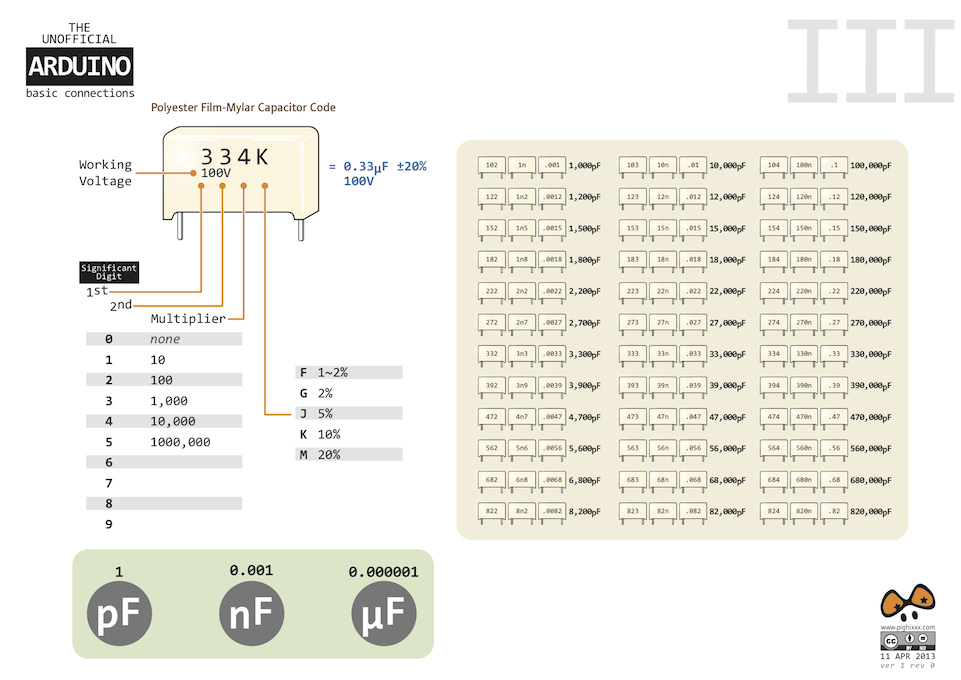 THE
UNOFFICIAL
ARDUINO
basic connections
III
Polyester Film-Mylar Capacitor Code
334K
100V
Working
Voltage
= 0.33µF ±20%
100V
Significant
Digit
1st
2nd
Multiplier
0 none
1 10
2 100
3 1,000
4 10,000
5 1000,000
6
7
8
9
F 1~2%
G 2%
J 5%
K 10%
M 20%
102 1n .001 1,000pF 103 10n .01 10,000pF 104 100n .1 100,000pF
122 1n2 .0012 1,200pF 123 12n .012 12,000pF 124 120n .12 120,000pF
152 1n5 .0015 1,500pF 153 15n .015 15,000pF 154 150n .15 150,000pF
182 1n8 .0018 1,800pF 183 18n .018 18,000pF 184 180n .18 180,000pF
222 2n2 .0022 2,200pF 223 22n .022 22,000pF 224 220n .22 220,000pF
272 2n7 .0027 2,700pF 273 27n .027 27,000pF 274 270n .27 270,000pF
332 3n3 .0033 3,300pF 333 33n .033 33,000pF 334 330n .33 330,000pF
392 3n9 .0039 3,900pF 393 39n .039 39,000pF 394 390n .39 390,000pF
472 4n7 .0047 4,700pF 473 47n .047 47,000pF 474 470n .47 470,000pF
562 5n6 .0056 5,600pF 563 56n .056 56,000pF 564 560n .56 560,000pF
682 6n8 .0068 6,800pF 683 68n .068 68,000pF 684 680n .68 680,000pF
822 8n2 .0082 8,200pF 823 82n .082 82,000pF 824 820n .82 820,000pF
1 0.001 0.000001
pF nF µF
www.pighixxx.com
cc
BY ND
11 APR 2013
ver 1 rev 0